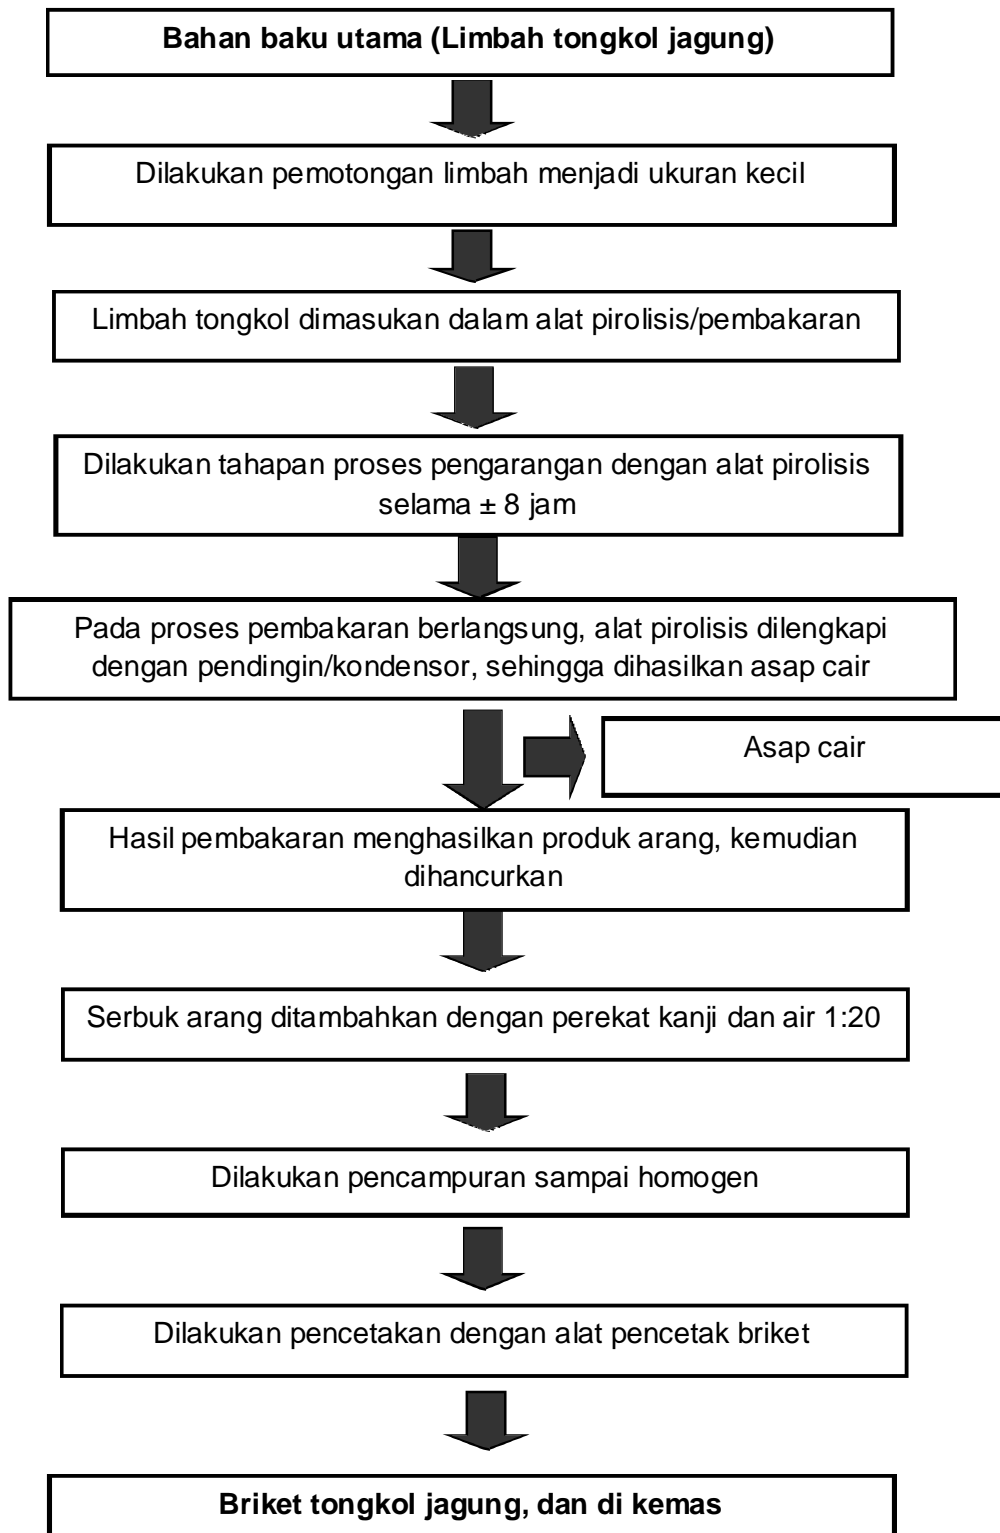 Bahan baku utama (Limbah tongkol jagung)
Dilakukan pemotongan limbah menjadi ukuran kecil
Limbah tongkol dimasukan dalam alat pirolisis/pembakaran
Dilakukan tahapan proses pengarangan dengan alat pirolisis
selama ± 8 jam
Pada proses pembakaran berlangsung, alat pirolisis dilengkapi
dengan pendingin/kondensor, sehingga dihasilkan asap cair
Asap cair
Hasil pembakaran menghasilkan produk arang, kemudian
dihancurkan
Serbuk arang ditambahkan dengan perekat kanji dan air 1:20
Dilakukan pencampuran sampai homogen
Dilakukan pencetakan dengan alat pencetak briket
Briket tongkol jagung, dan di kemas